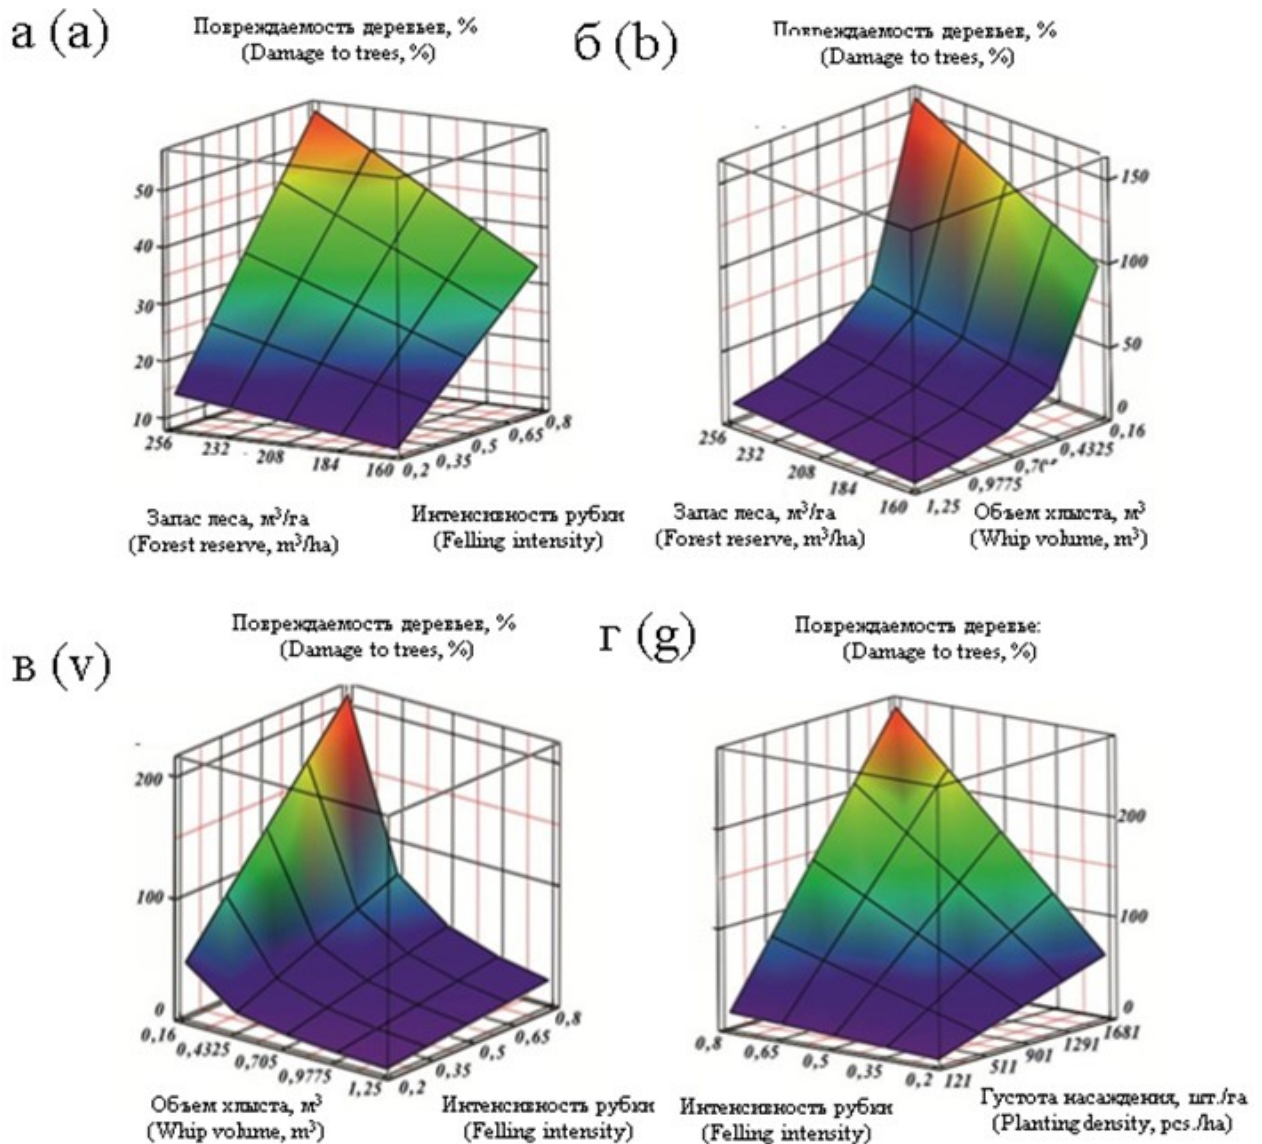 а (a)
Повреждаемость деревьев, %
(Damage to trees, %)
50
40
30
20
10
256
232
208
184
160
0,2
0,35
0,5
0,65
0,8
Запас леса, м³/га
(Forest reserve, m³/ha)
Интенсивность рубки
(Felling intensity)
б (b)
Повреждаемость деревьев, %
(Damage to trees, %)
150
100
50
0
256
232
208
184
160
1,25
0,9775
0,4325
0,16
Запас леса, м³/га
(Forest reserve, m³/ha)
Объем хлыста, м³
(Whip volume, m³)
в (v)
Повреждаемость деревьев, %
(Damage to trees, %)
200
100
0
0,16
0,4325
0,705
0,9775
1,25
0,2
0,35
0,5
0,65
0,8
Объем хлыста, м³
(Whip volume, m³)
Интенсивность рубки
(Felling intensity)
г (g)
Повреждаемость деревье:
(Damage to trees, %)
200
100
0
0,8
0,65
0,5
0,35
0,2
121
511
901
1291
1681
Интенсивность рубки
(Felling intensity)
Густота насаждения, шт./га
(Planting density, pcs./ha)